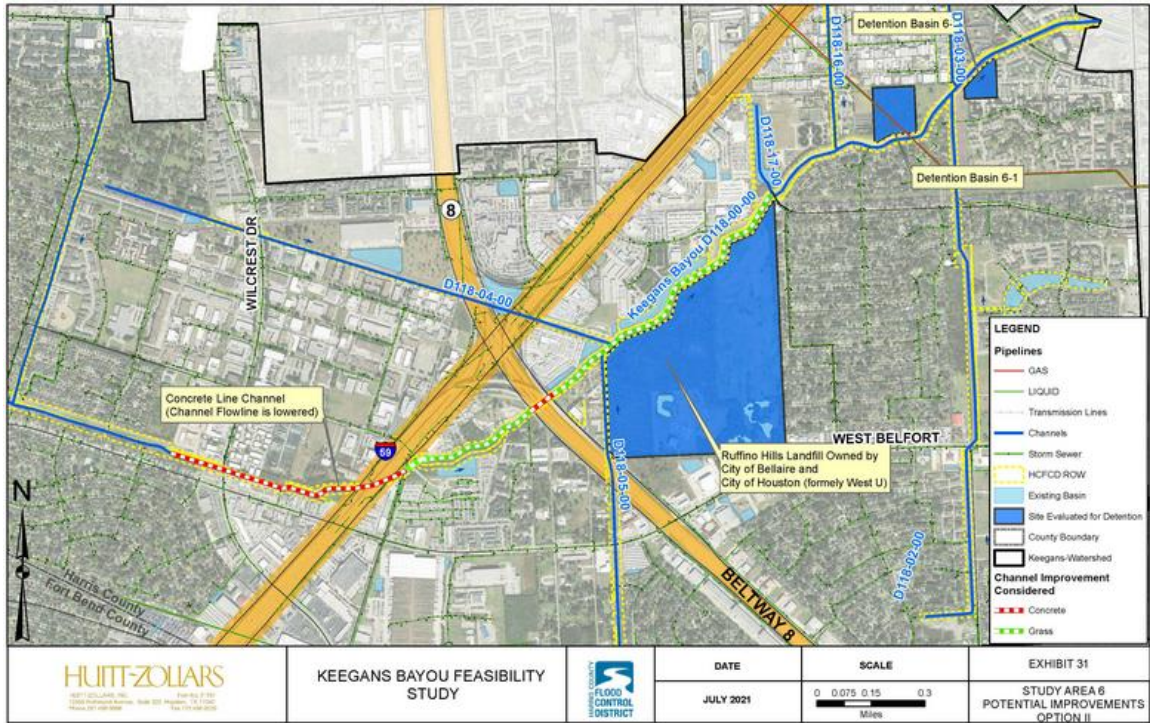 Detention Basin 6-
D118-16-00
D118-03-00
D118-17-00
Detention Basin 6-1
8
WILCREST DR
D118-04-00
Keegans Bayou D118-00-00
Concrete Line Channel
(Channel Flowline is lowered)
69
WEST BELFORT
Ruffino Hills Landfill Owned by
City of Bellaire and
City of Houston (formely West U)
D118-05-00
D118-02-00
BELTWAY 8
N
Harris County
Fort Bend County
LEGEND
Pipelines
GAS
LIQUID
Transmission Lines
Channels
Storm Sewer
HCFCD ROW
Existing Basin
Site Evaluated for Detention
County Boundary
Keegans-Watershed
Channel Improvement
Considered
Concrete
Grass
HUITT-ZOLLARS
HUITT-ZOLLARS, INC.
KEEGANS BAYOU FEASIBILITY
STUDY
HARRIS COUNTY
FLOOD
CONTROL
DISTRICT
DATE
JULY 2021
SCALE
0 0.075 0.15 0.3
Miles
EXHIBIT 31
STUDY AREA 6
POTENTIAL IMPROVEMENTS
OPTION II